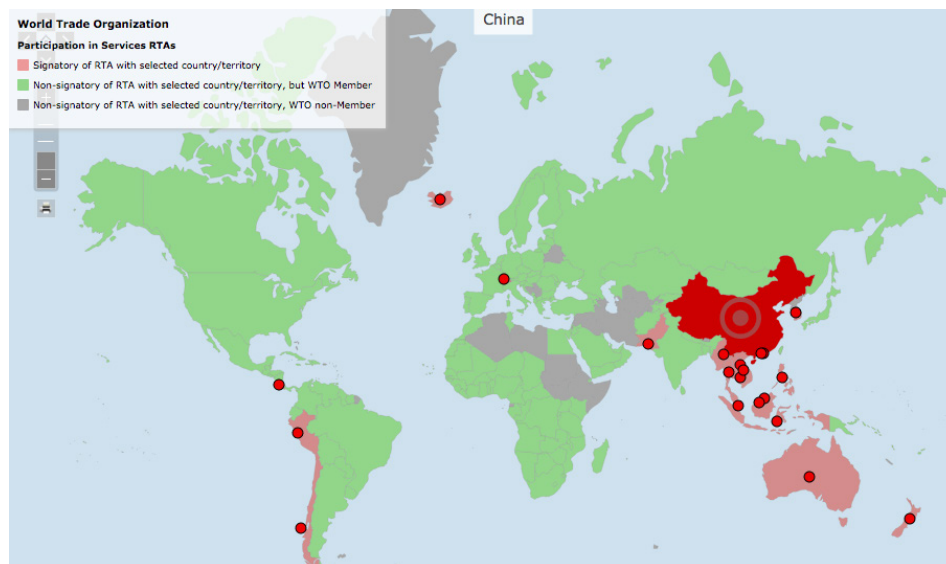 World Trade Organization
China
Participation in Services RTAs
Signatory of RTA with selected country/territory
Non-signatory of RTA with selected country/territory, but WTO Member
Non-signatory of RTA with selected country/territory, WTO non-Member